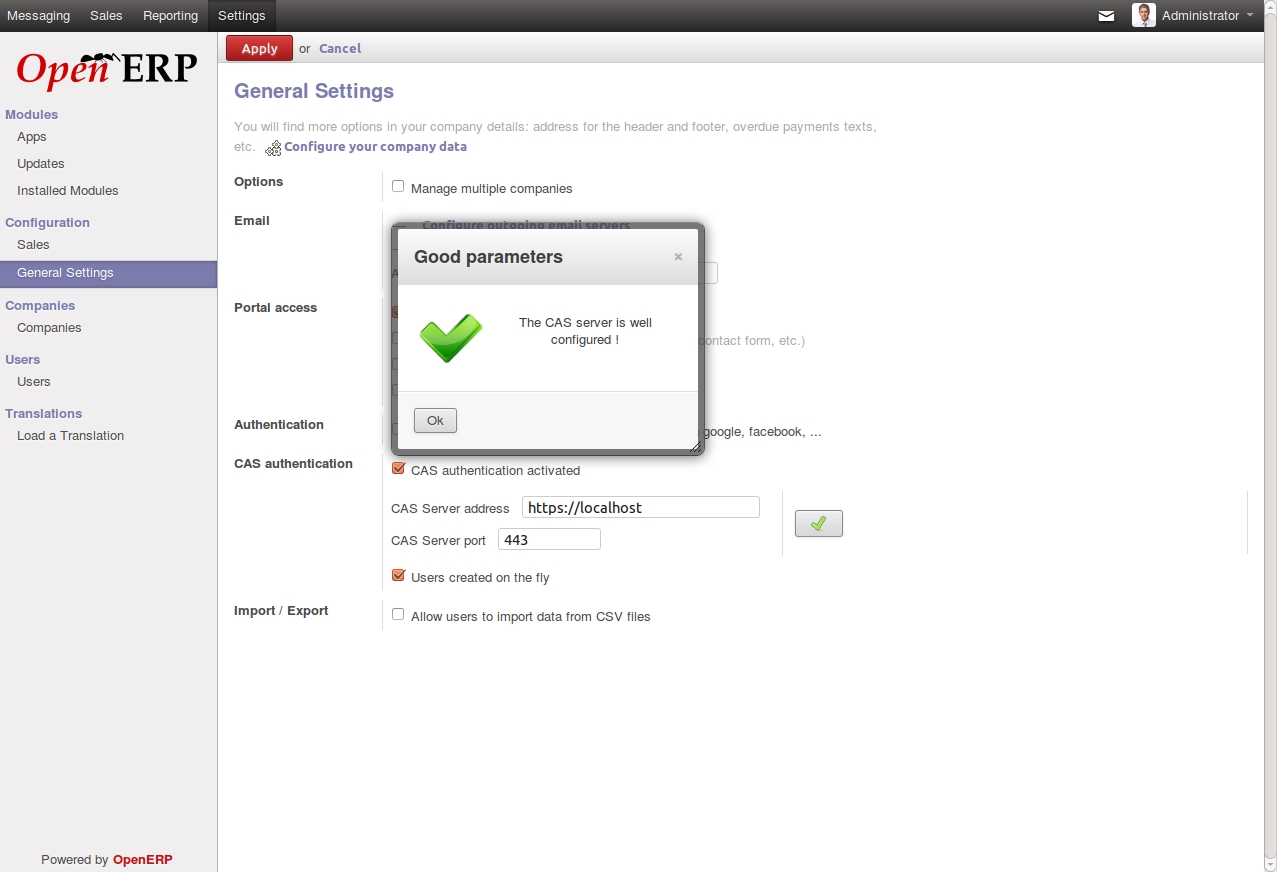 Messaging Sales Reporting Settings Administrator
Open ERP
Modules
Apps
Updates
Installed Modules
Configuration
Sales
General Settings
Companies
Companies
Users
Users
Translations
Load a Translation
Powered by OpenERP
Apply or Cancel
General Settings
You will find more options in your company details: address for the header and footer, overdue payments texts,
etc. Configure your company data
Options
Manage multiple companies
Email
Configure outgoing email servers
A
Portal access
contact form, etc.)
Good parameters ×
The CAS server is well
configured !
Ok
Authentication
google, facebook, ...
CAS authentication
CAS authentication activated
CAS Server address https://localhost
CAS Server port 443
Users created on the fly
Import / Export
Allow users to import data from CSV files